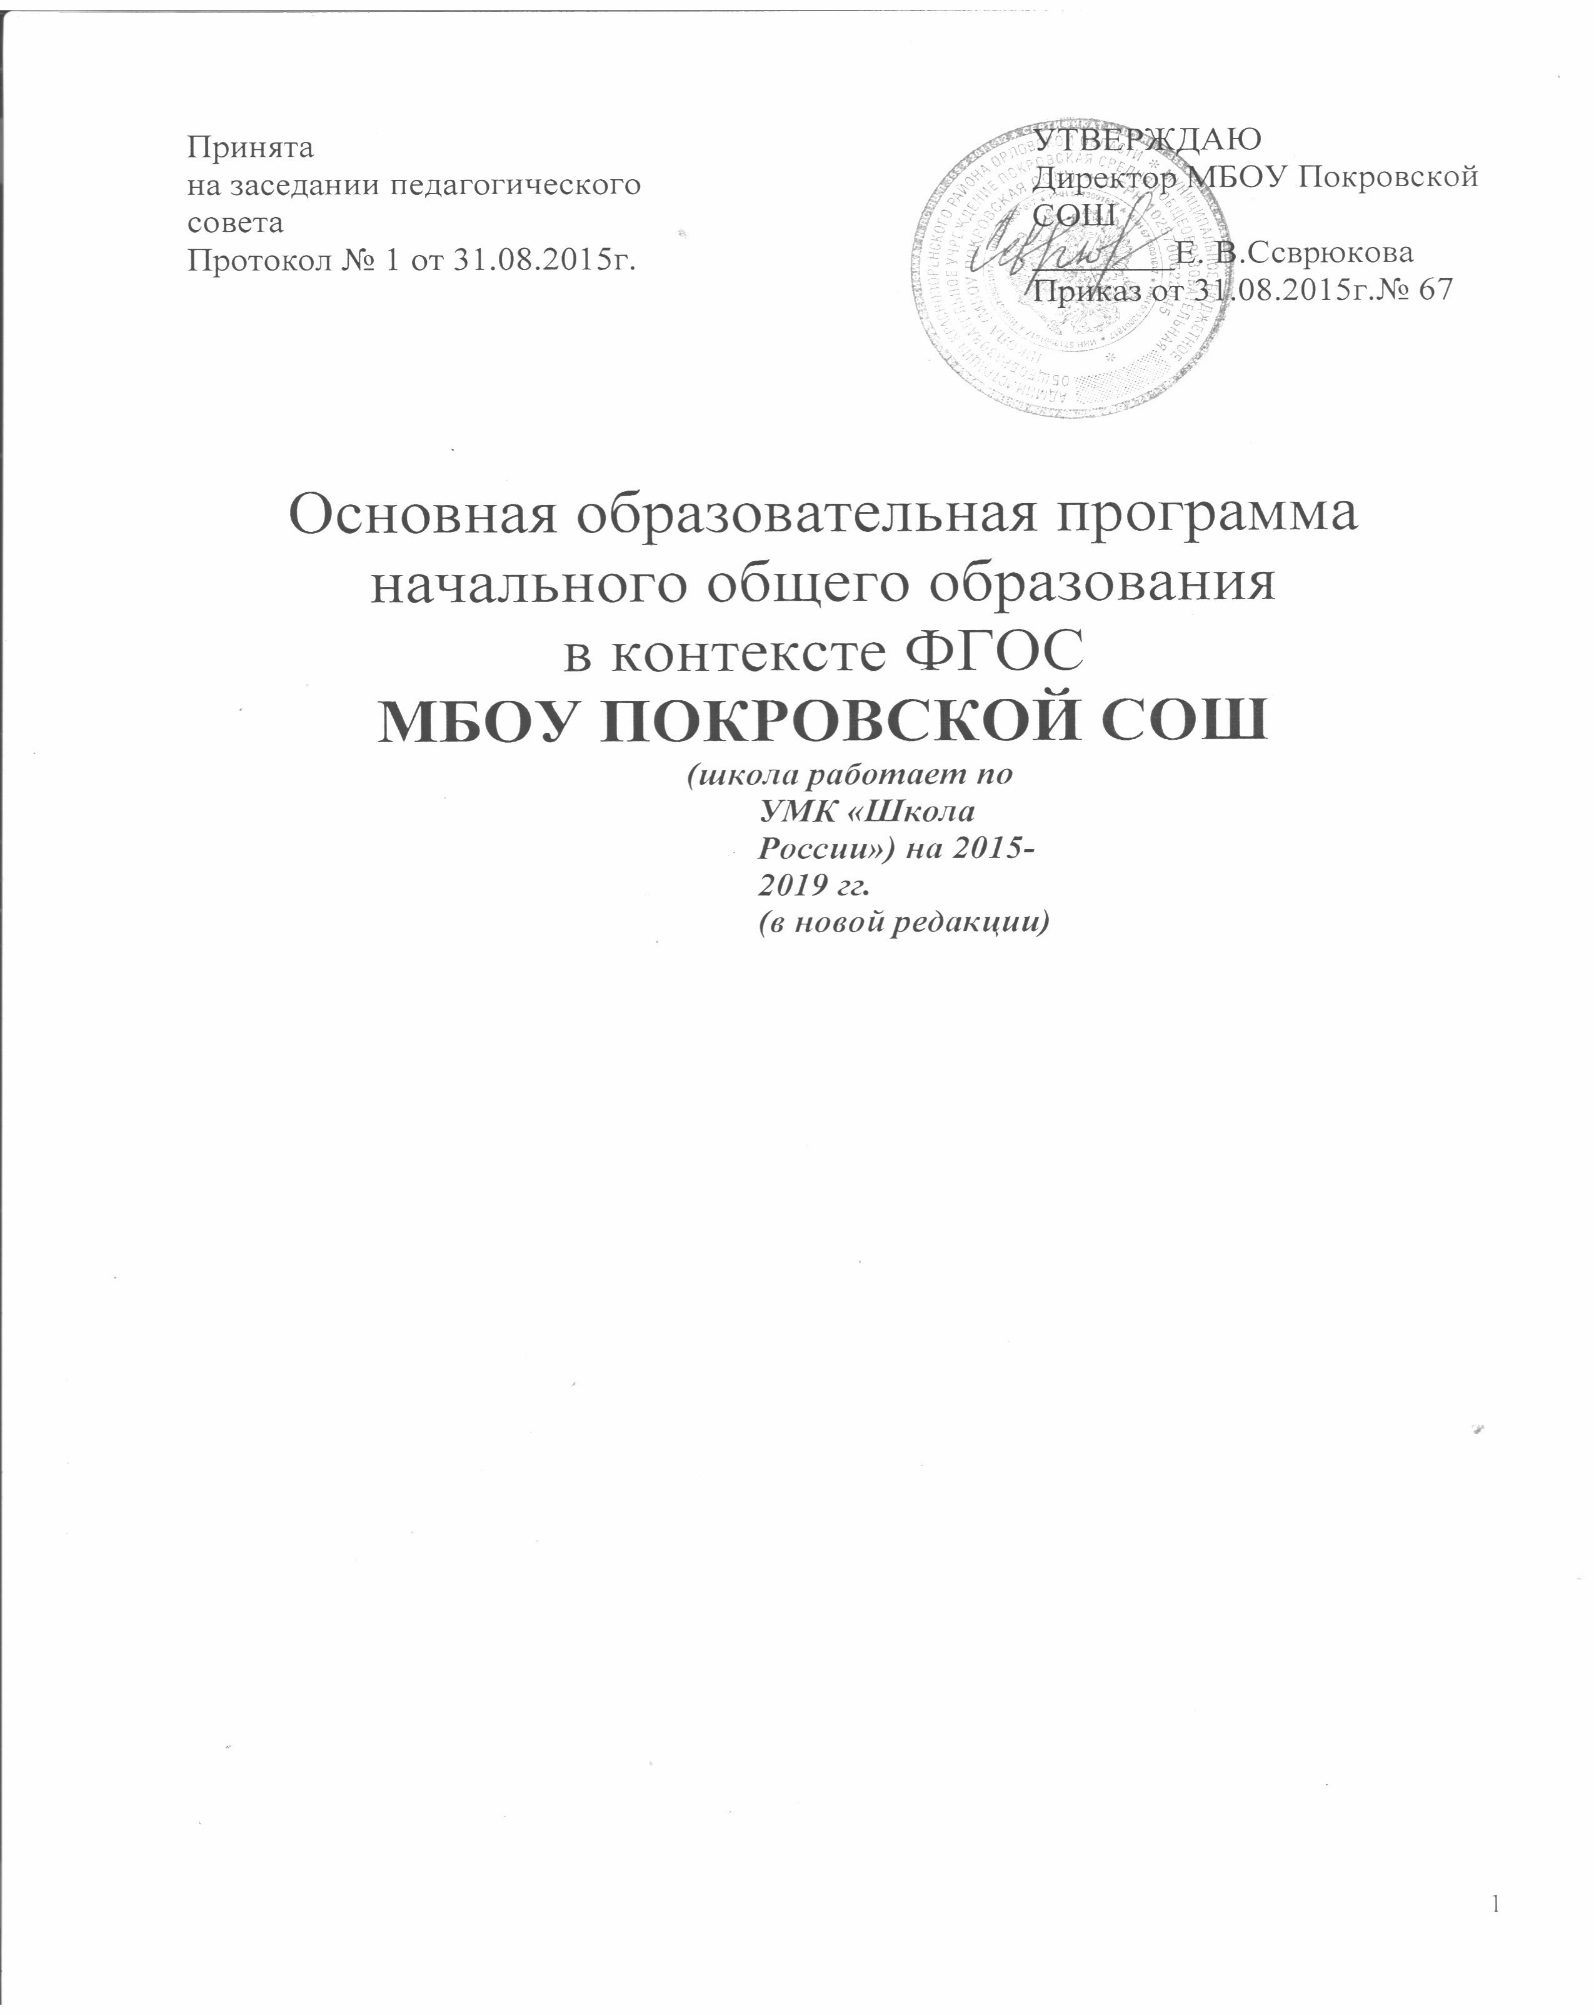 Принята
на заседании педагогического
совета
Протокол № 1 от 31.08.2015г.
УТВЕРЖДАЮ
Директор МБОУ Покровской
СОШ
Е. В.Ссврюкова
Приказ от 31.08.2015г.№ 67
Основная образовательная программа
начального общего образования
в контексте ФГОС
МБОУ ПОКРОВСКОЙ СОШ
(школа работает по
УМК «Школа
России») на 2015-
2019 гг.
(в новой редакции)
1